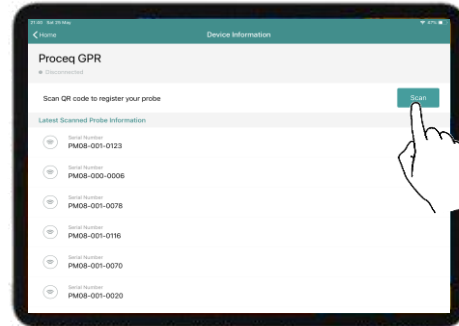 Home
Device Information
Proceq GPR
Disconnected
Scan QR code to register your probe
Scan
Latest Scanned Probe Information
Serial Number
PM08-001-0123
Serial Number
PM08-000-0006
Serial Number
PM08-001-0078
Serial Number
PM08-001-0116
Serial Number
PM08-001-0070
Serial Number
PM08-001-0020